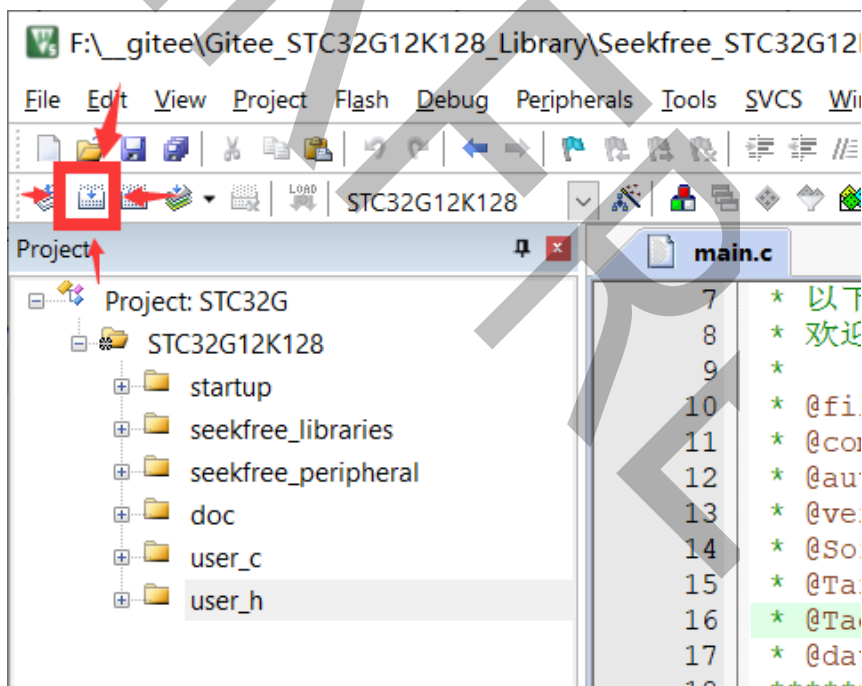 F:\__gitee\Gitee_STC32G12K128_Library\Seekfree_STC32G12
File Edit View Project Flash Debug Peripherals Tools SVCS Wi
LOAD
STC32G12K128
Project
main.c
Project: STC32G
STC32G12K128
startup
seekfree_libraries
seekfree_peripheral
doc
user_c
user_h
7 * 以下
8 * 欢迎
9 *
10 * @fi
11 * @co
12 * @au
13 * @ve
14 * @So
15 * @Ta
16 * @Ta
17 * @da